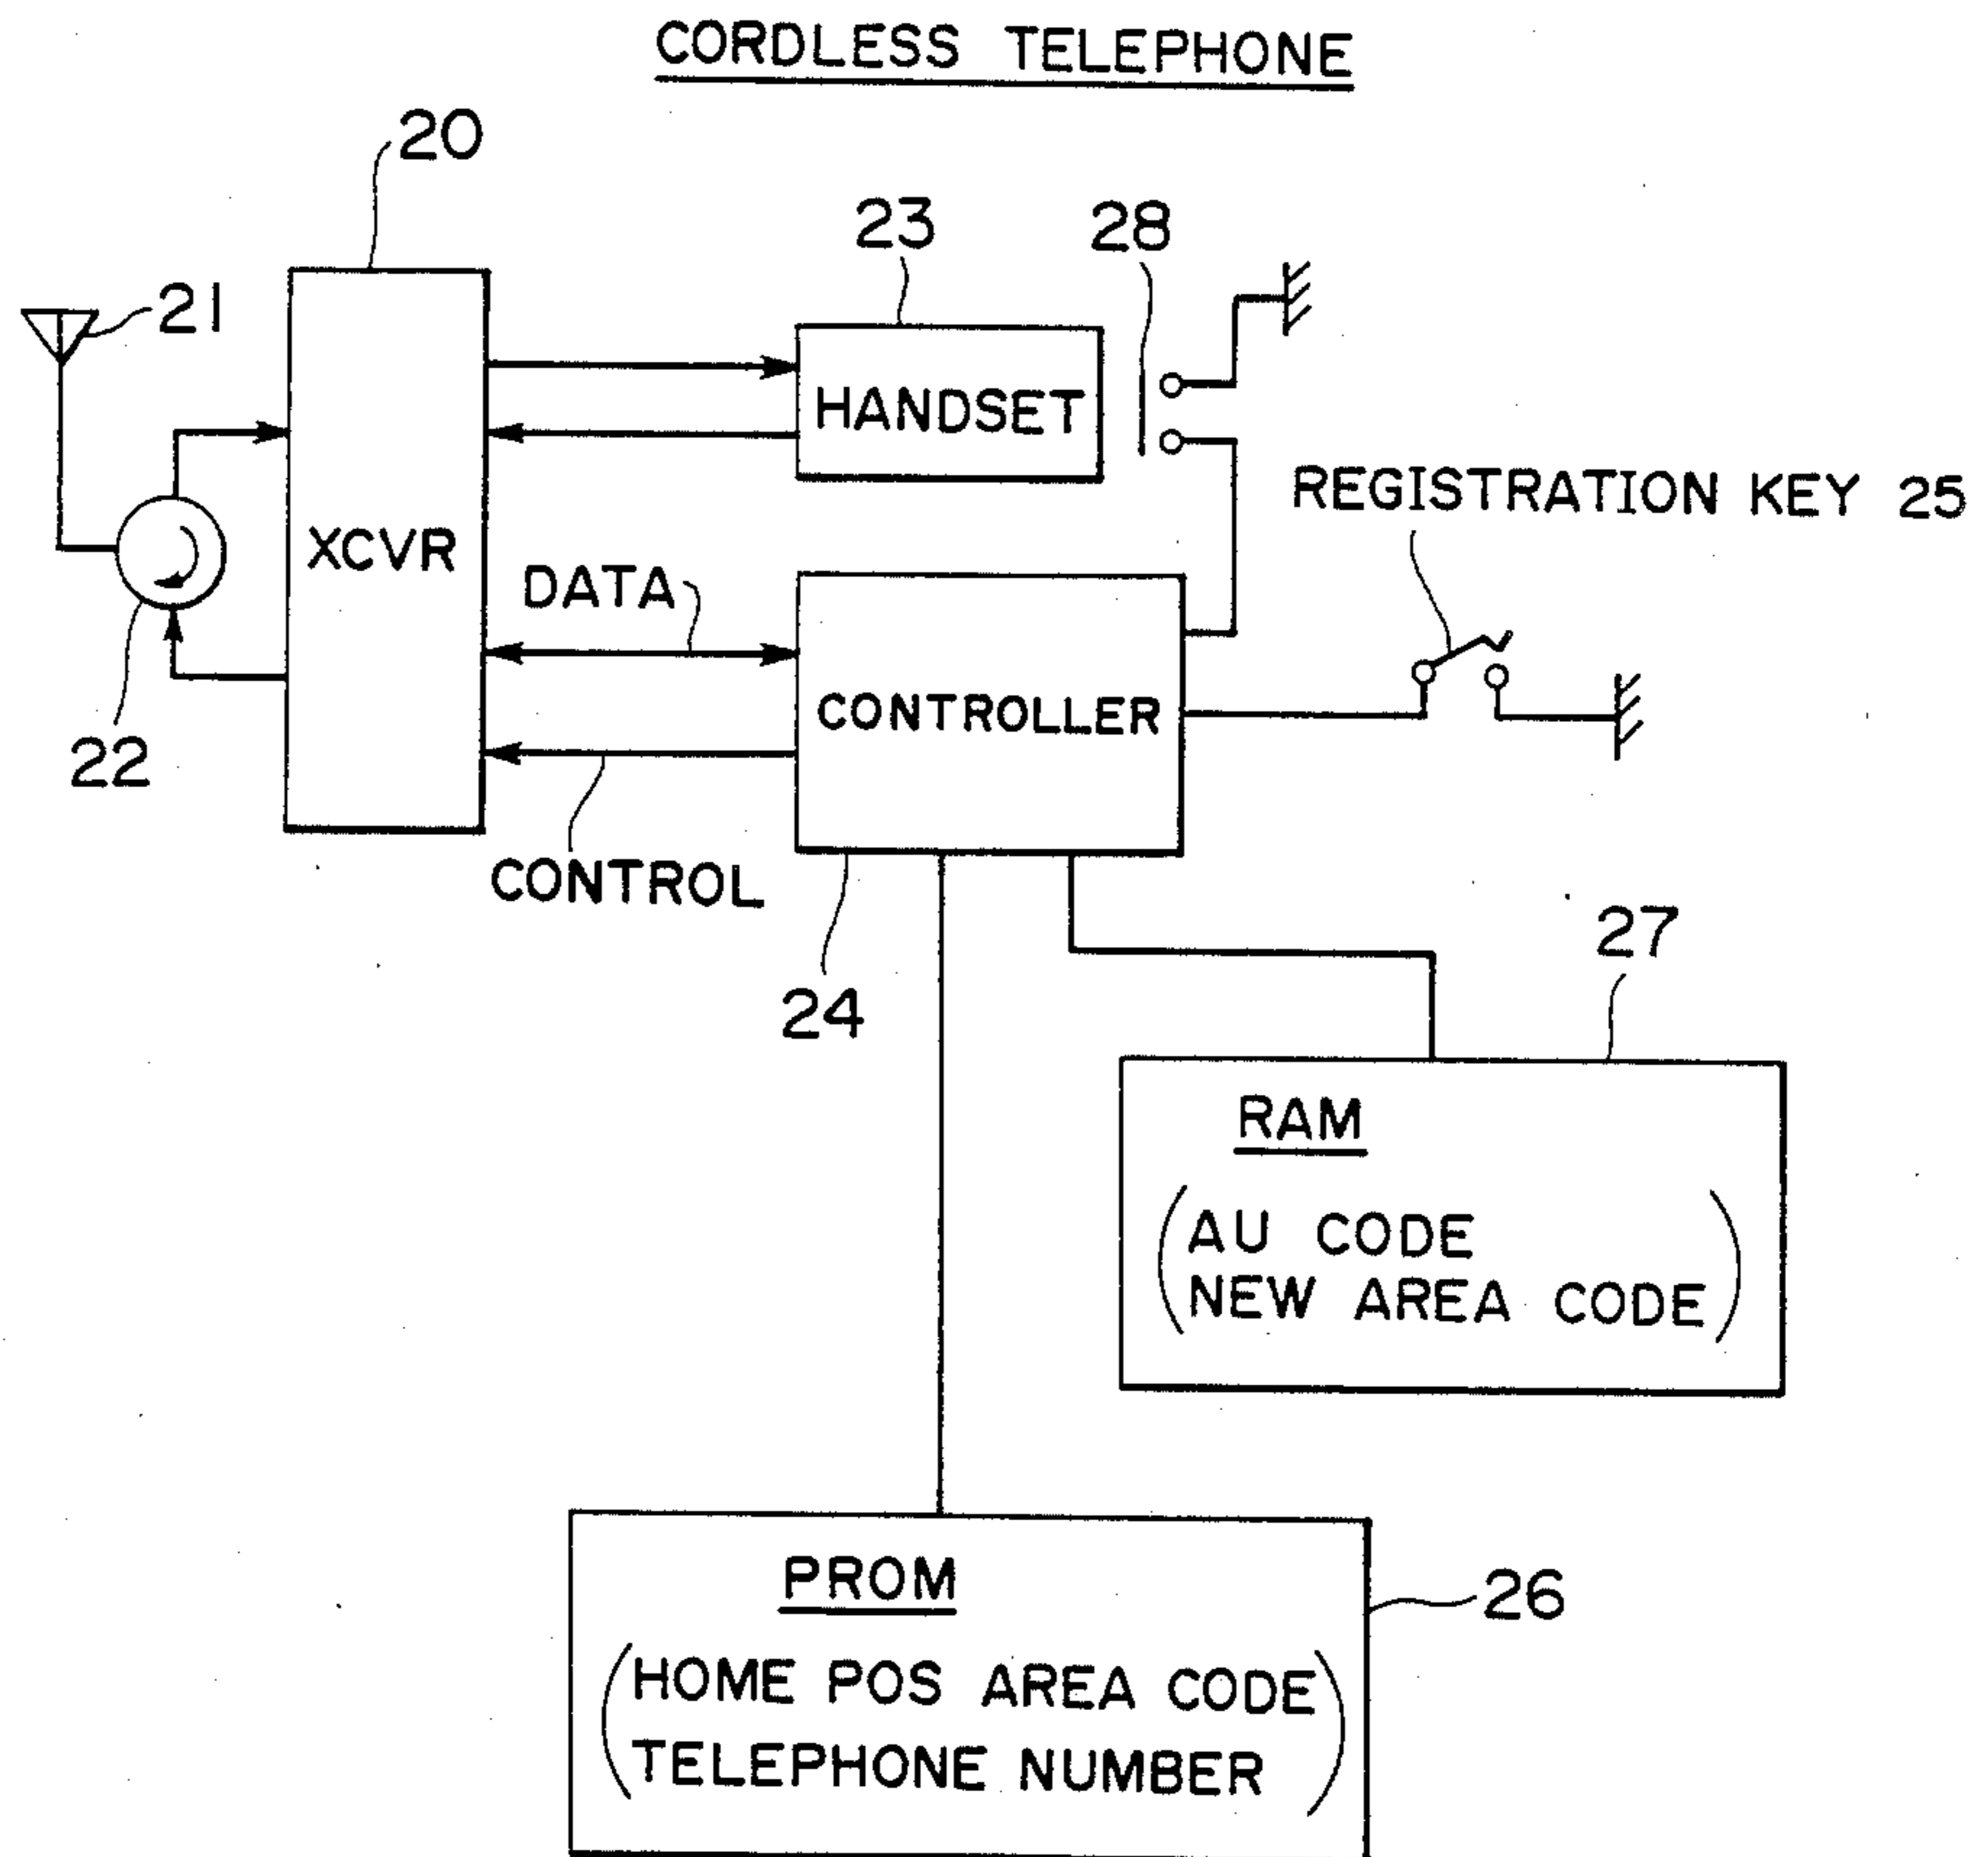 CORDLESS TELEPHONE
20
21
23
28
HANDSET
REGISTRATION KEY 25
XCVR
DATA
CONTROLLER
22
CONTROL
24
27
RAM
(AU CODE
NEW AREA CODE)
PROM
26
(HOME POS AREA CODE
TELEPHONE NUMBER)